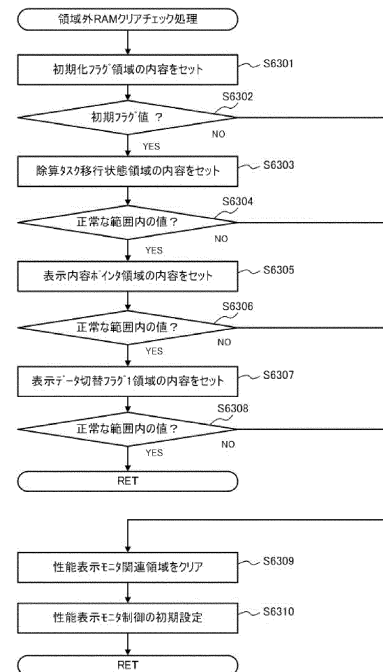 領域外RAMクリアチェック処理
初期化フラグ領域の内容をセット
S6301
S6302
初期フラグ値 ?
NO
YES
除算タスク移行状態領域の内容をセット
S6303
S6304
正常な範囲内の値?
NO
YES
表示内容ポインタ領域の内容をセット
S6305
S6306
正常な範囲内の値?
NO
YES
表示データ切替フラグ1領域の内容をセット
S6307
S6308
正常な範囲内の値?
NO
YES
RET
性能表示モニタ関連領域をクリア
S6309
性能表示モニタ制御の初期設定
S6310
RET